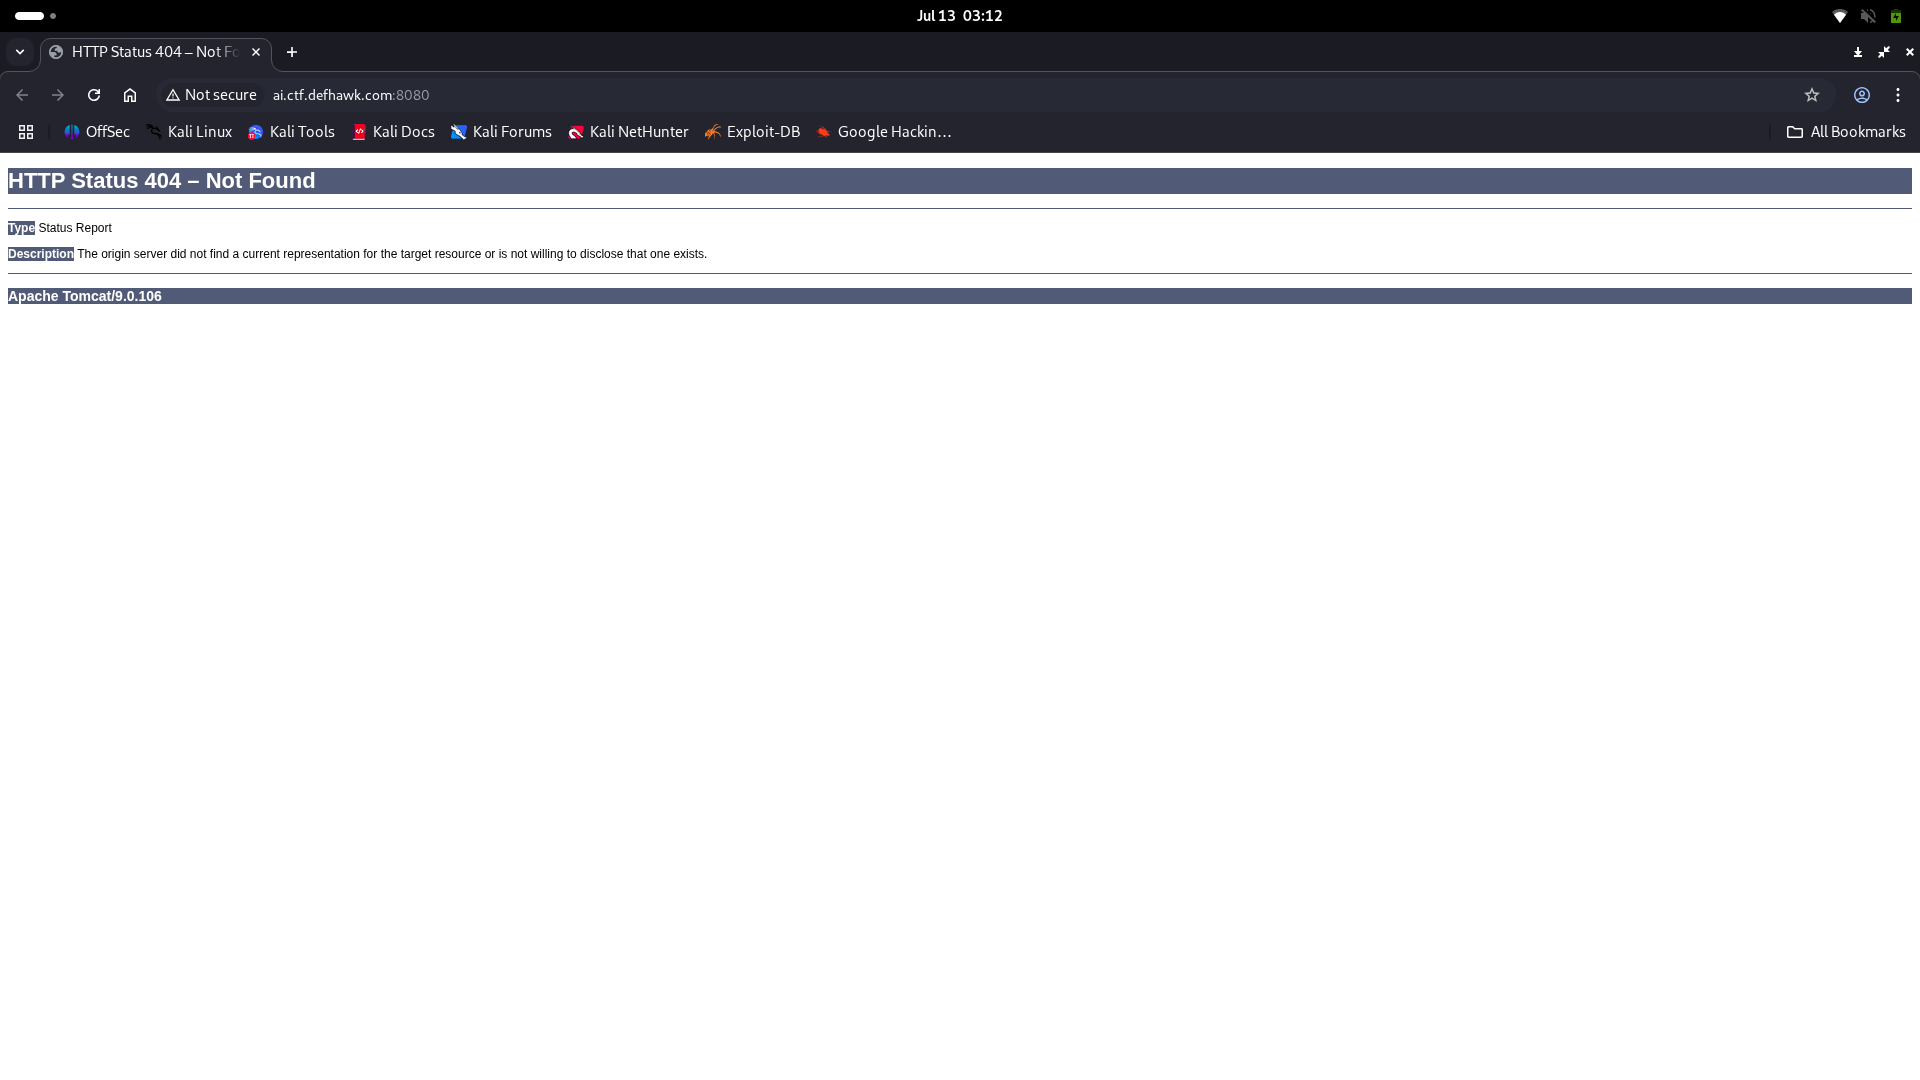 Jul 13 03:12
HTTP Status 404 – Not Fo
Not secure ai.ctf.defhawk.com:8080
OffSec Kali Linux Kali Tools Kali Docs Kali Forums Kali NetHunter Exploit-DB Google Hackin… All Bookmarks
HTTP Status 404 – Not Found
Type Status Report
Description The origin server did not find a current representation for the target resource or is not willing to disclose that one exists.
Apache Tomcat/9.0.106